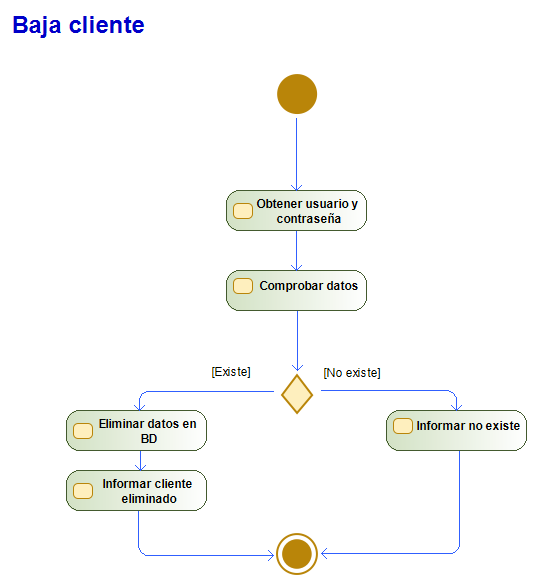 Baja cliente
Obtener usuario y
contraseña
Comprobar datos
[Existe]
[No existe]
Eliminar datos en
BD
Informar no existe
Informar cliente
eliminado